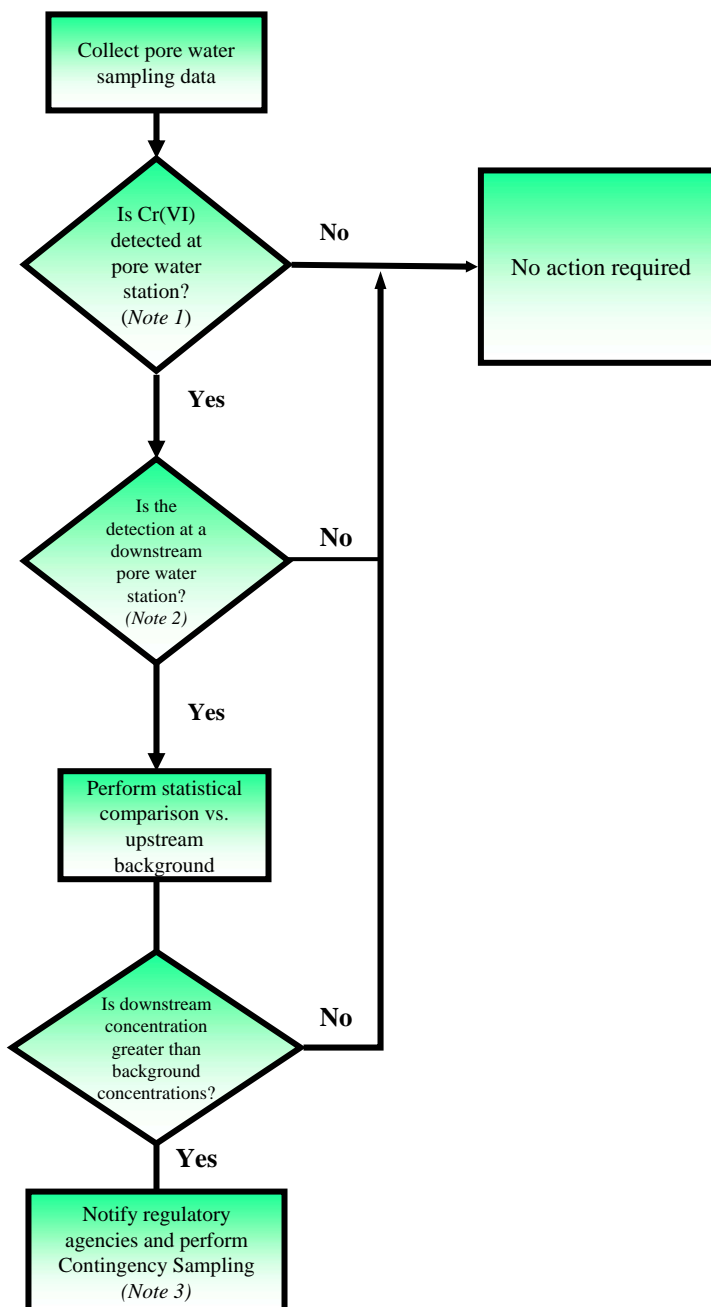 Collect pore water
sampling data
Is Cr(VI)
detected at
pore water
station?
(Note 1)
No
No action required
Yes
Is the
detection at a
downstream
pore water
station?
(Note 2)
No
Yes
Perform statistical
comparison vs.
upstream
background
Is downstream
concentration
greater than
background
concentrations?
No
Yes
Notify regulatory
agencies and perform
Contingency Sampling
(Note 3)